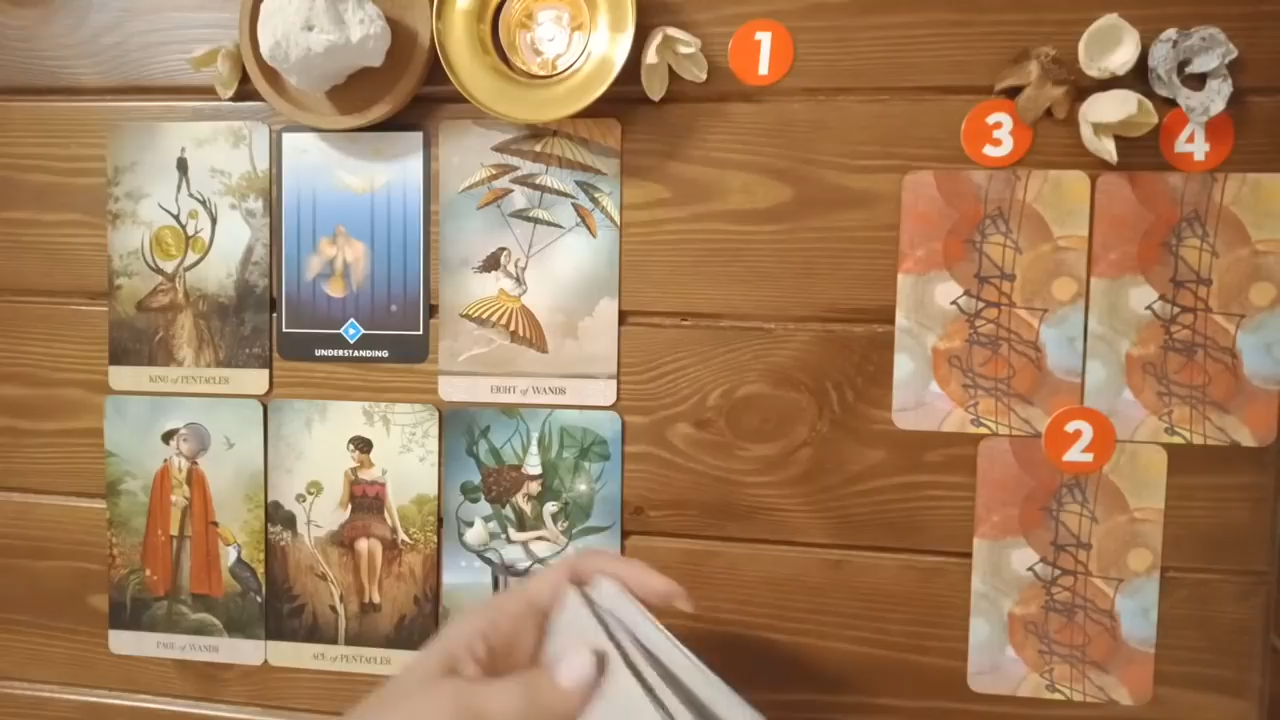 1
3
4
KING of PENTACLES
UNDERSTANDING
EIGHT of WANDS
2
PAGE of WANDS
ACE of PENTACLES